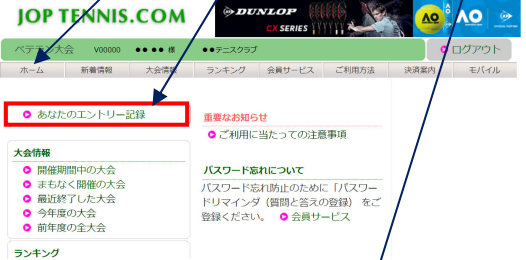 JOP TENNIS.COM
DUNLOP
CX SERIES
AO
AO
ベテラン大会 V00000 ●●●● 様 ●●テニスクラブ ログアウト
ホーム 新着情報 大会情報 ランキング 会員サービス ご利用方法 決済案内 モバイル
あなたのエントリー記録
大会情報
開催期間中の大会
まもなく開催の大会
最近終了した大会
今年度の大会
前年度の全大会
ランキング
重要なお知らせ
ご利用に当たっての注意事項
パスワード忘れについて
パスワード忘れ防止のために「パスワー
ドリマインダ（質問と答えの登録） をご
登録ください。 会員サービス